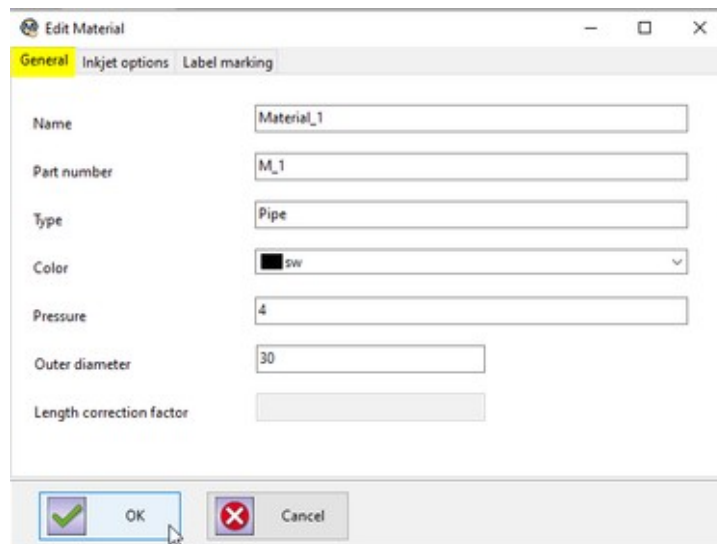 Edit Material
General Inkjet options Label marking
Name Material_1
Part number M_1
Type Pipe
Color sw
Pressure 4
Outer diameter 30
Length correction factor
OK Cancel